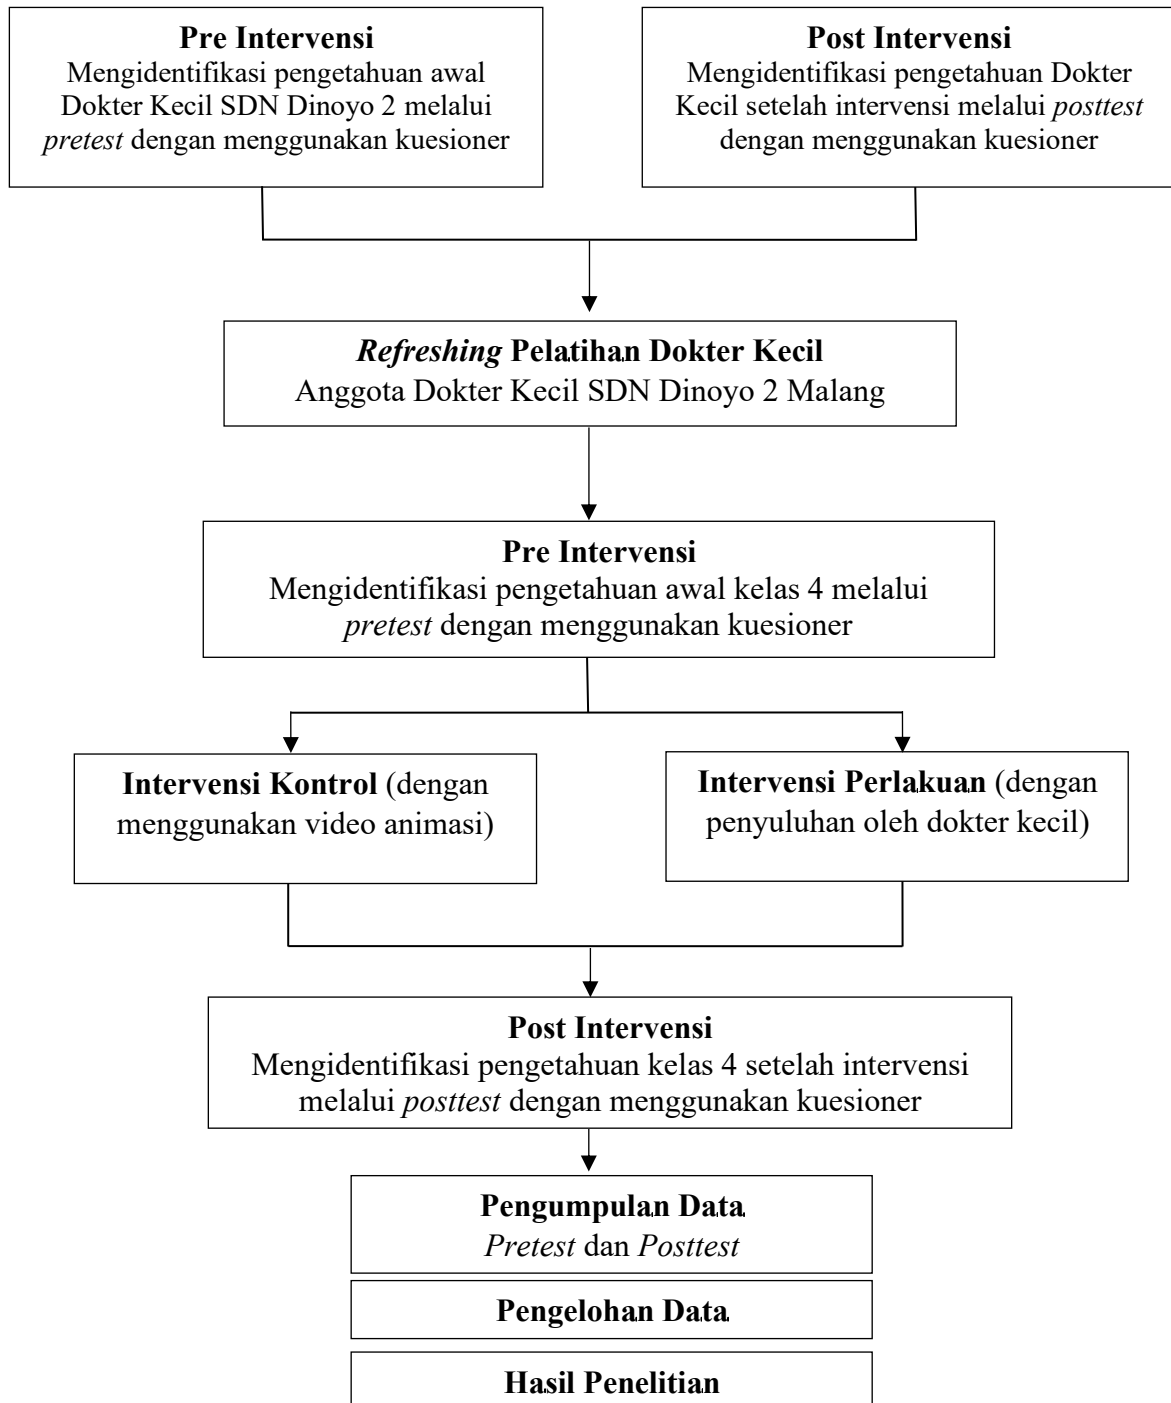 Pre Intervensi
Mengidentifikasi pengetahuan awal
Dokter Kecil SDN Dinoyo 2 melalui
pretest dengan menggunakan kuesioner
Post Intervensi
Mengidentifikasi pengetahuan Dokter
Kecil setelah intervensi melalui posttest
dengan menggunakan kuesioner
Refreshing Pelatihan Dokter Kecil
Anggota Dokter Kecil SDN Dinoyo 2 Malang
Pre Intervensi
Mengidentifikasi pengetahuan awal kelas 4 melalui
pretest dengan menggunakan kuesioner
Intervensi Kontrol (dengan
menggunakan video animasi)
Intervensi Perlakuan (dengan
penyuluhan oleh dokter kecil)
Post Intervensi
Mengidentifikasi pengetahuan kelas 4 setelah intervensi
melalui posttest dengan menggunakan kuesioner
Pengumpulan Data
Pretest dan Posttest
Pengelohan Data
Hasil Penelitian